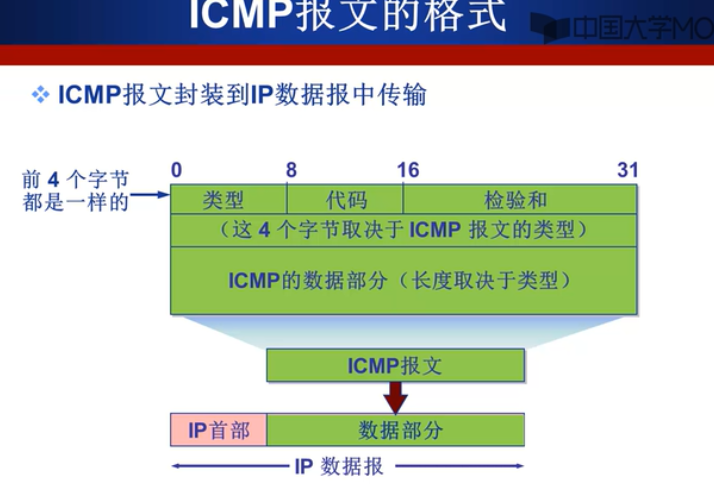 ICMP报文的格式
中国大学MO
ICMP报文封装到IP数据报中传输
0 8 16 31
前 4 个字节
都是一样的
类型 代码 检验和
（这 4 个字节取决于 ICMP 报文的类型）
ICMP的数据部分（长度取决于类型）
ICMP报文
IP首部 数据部分
IP 数据报